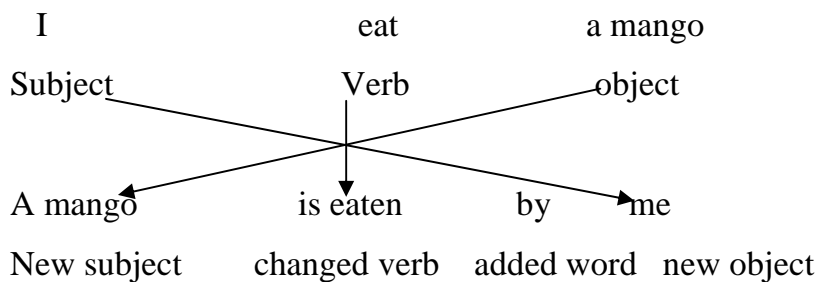 I eat a mango
Subject Verb object
A mango is eaten by me
New subject changed verb added word new object